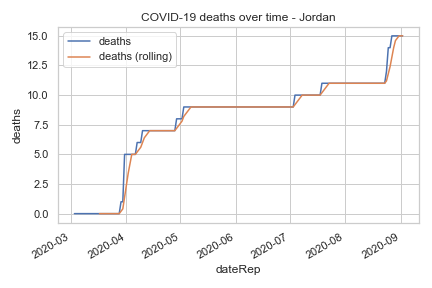 COVID-19 deaths over time - Jordan
deaths
deaths (rolling)
15.0
12.5
10.0
7.5
5.0
2.5
0.0
deaths
2020-03
2020-04
2020-05
2020-06
2020-07
2020-08
2020-09
dateRep